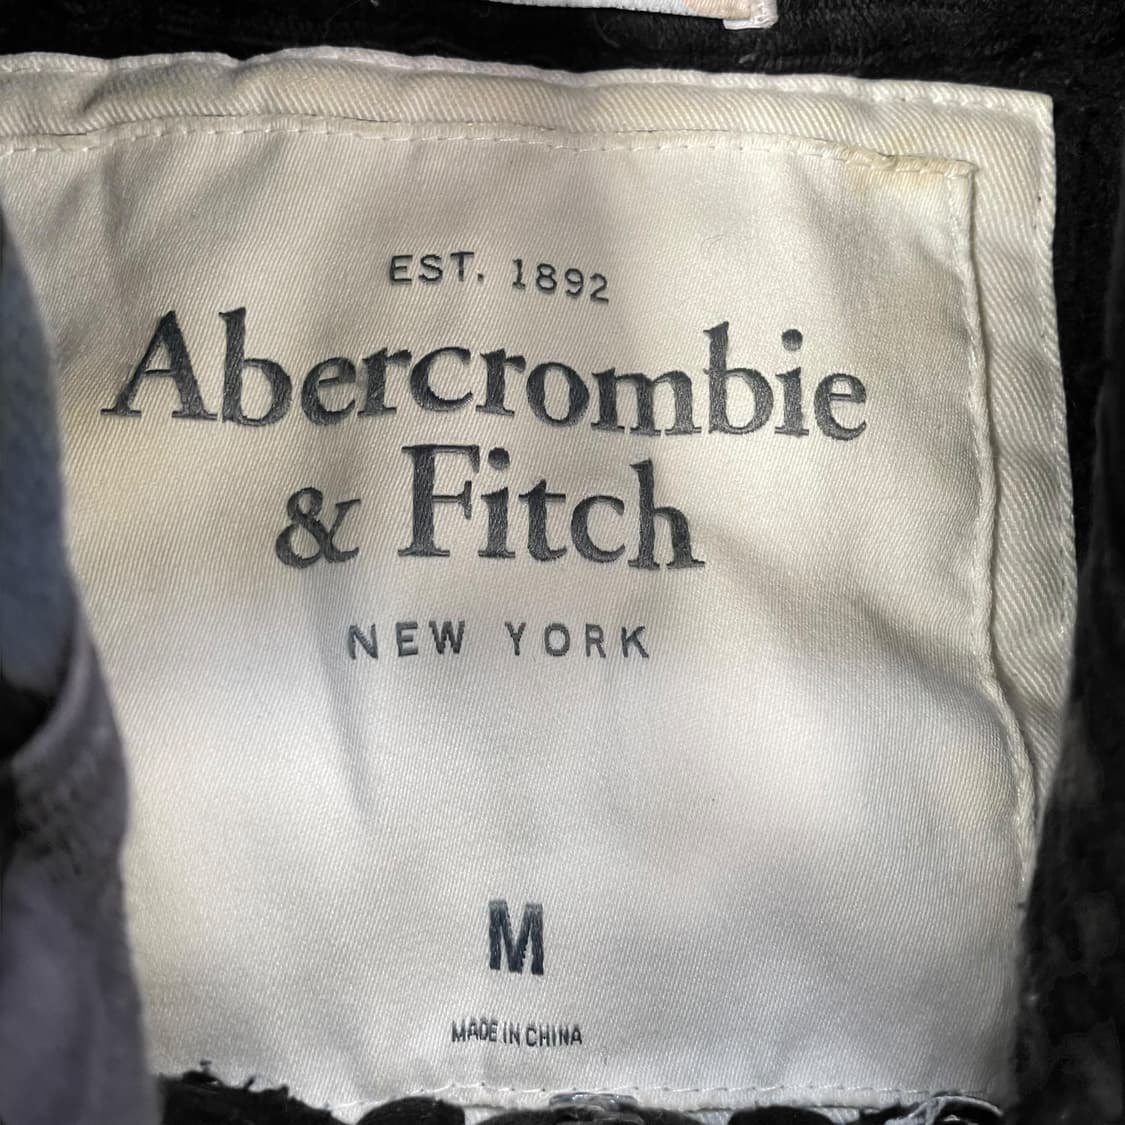 EST. 1892
Abercrombie
& Fitch
NEW YORK
M
MADE IN CHINA